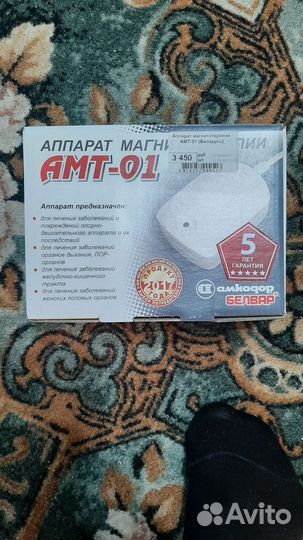 Аппарат магнитотерапии
АМТ-01 (Беларусь)
3 450 руб
АППАРАТ МАГНИ ПИИ
АМТ-01
Аппарат предназначен:
- для лечения заболеваний и
повреждений опорно-
двигательного аппарата и их
последствий
- для лечения заболеваний
органов дыхания, ЛОР-
органов
- для лечения заболеваний
желудочно-кишечного
тракта
- для лечения заболеваний
женских половых органов
ПРОДУКТ
2017
ГОДА
5
ЛЕТ
ГАРАНТИЯ
амкодор
БЕЛВАР
Avito